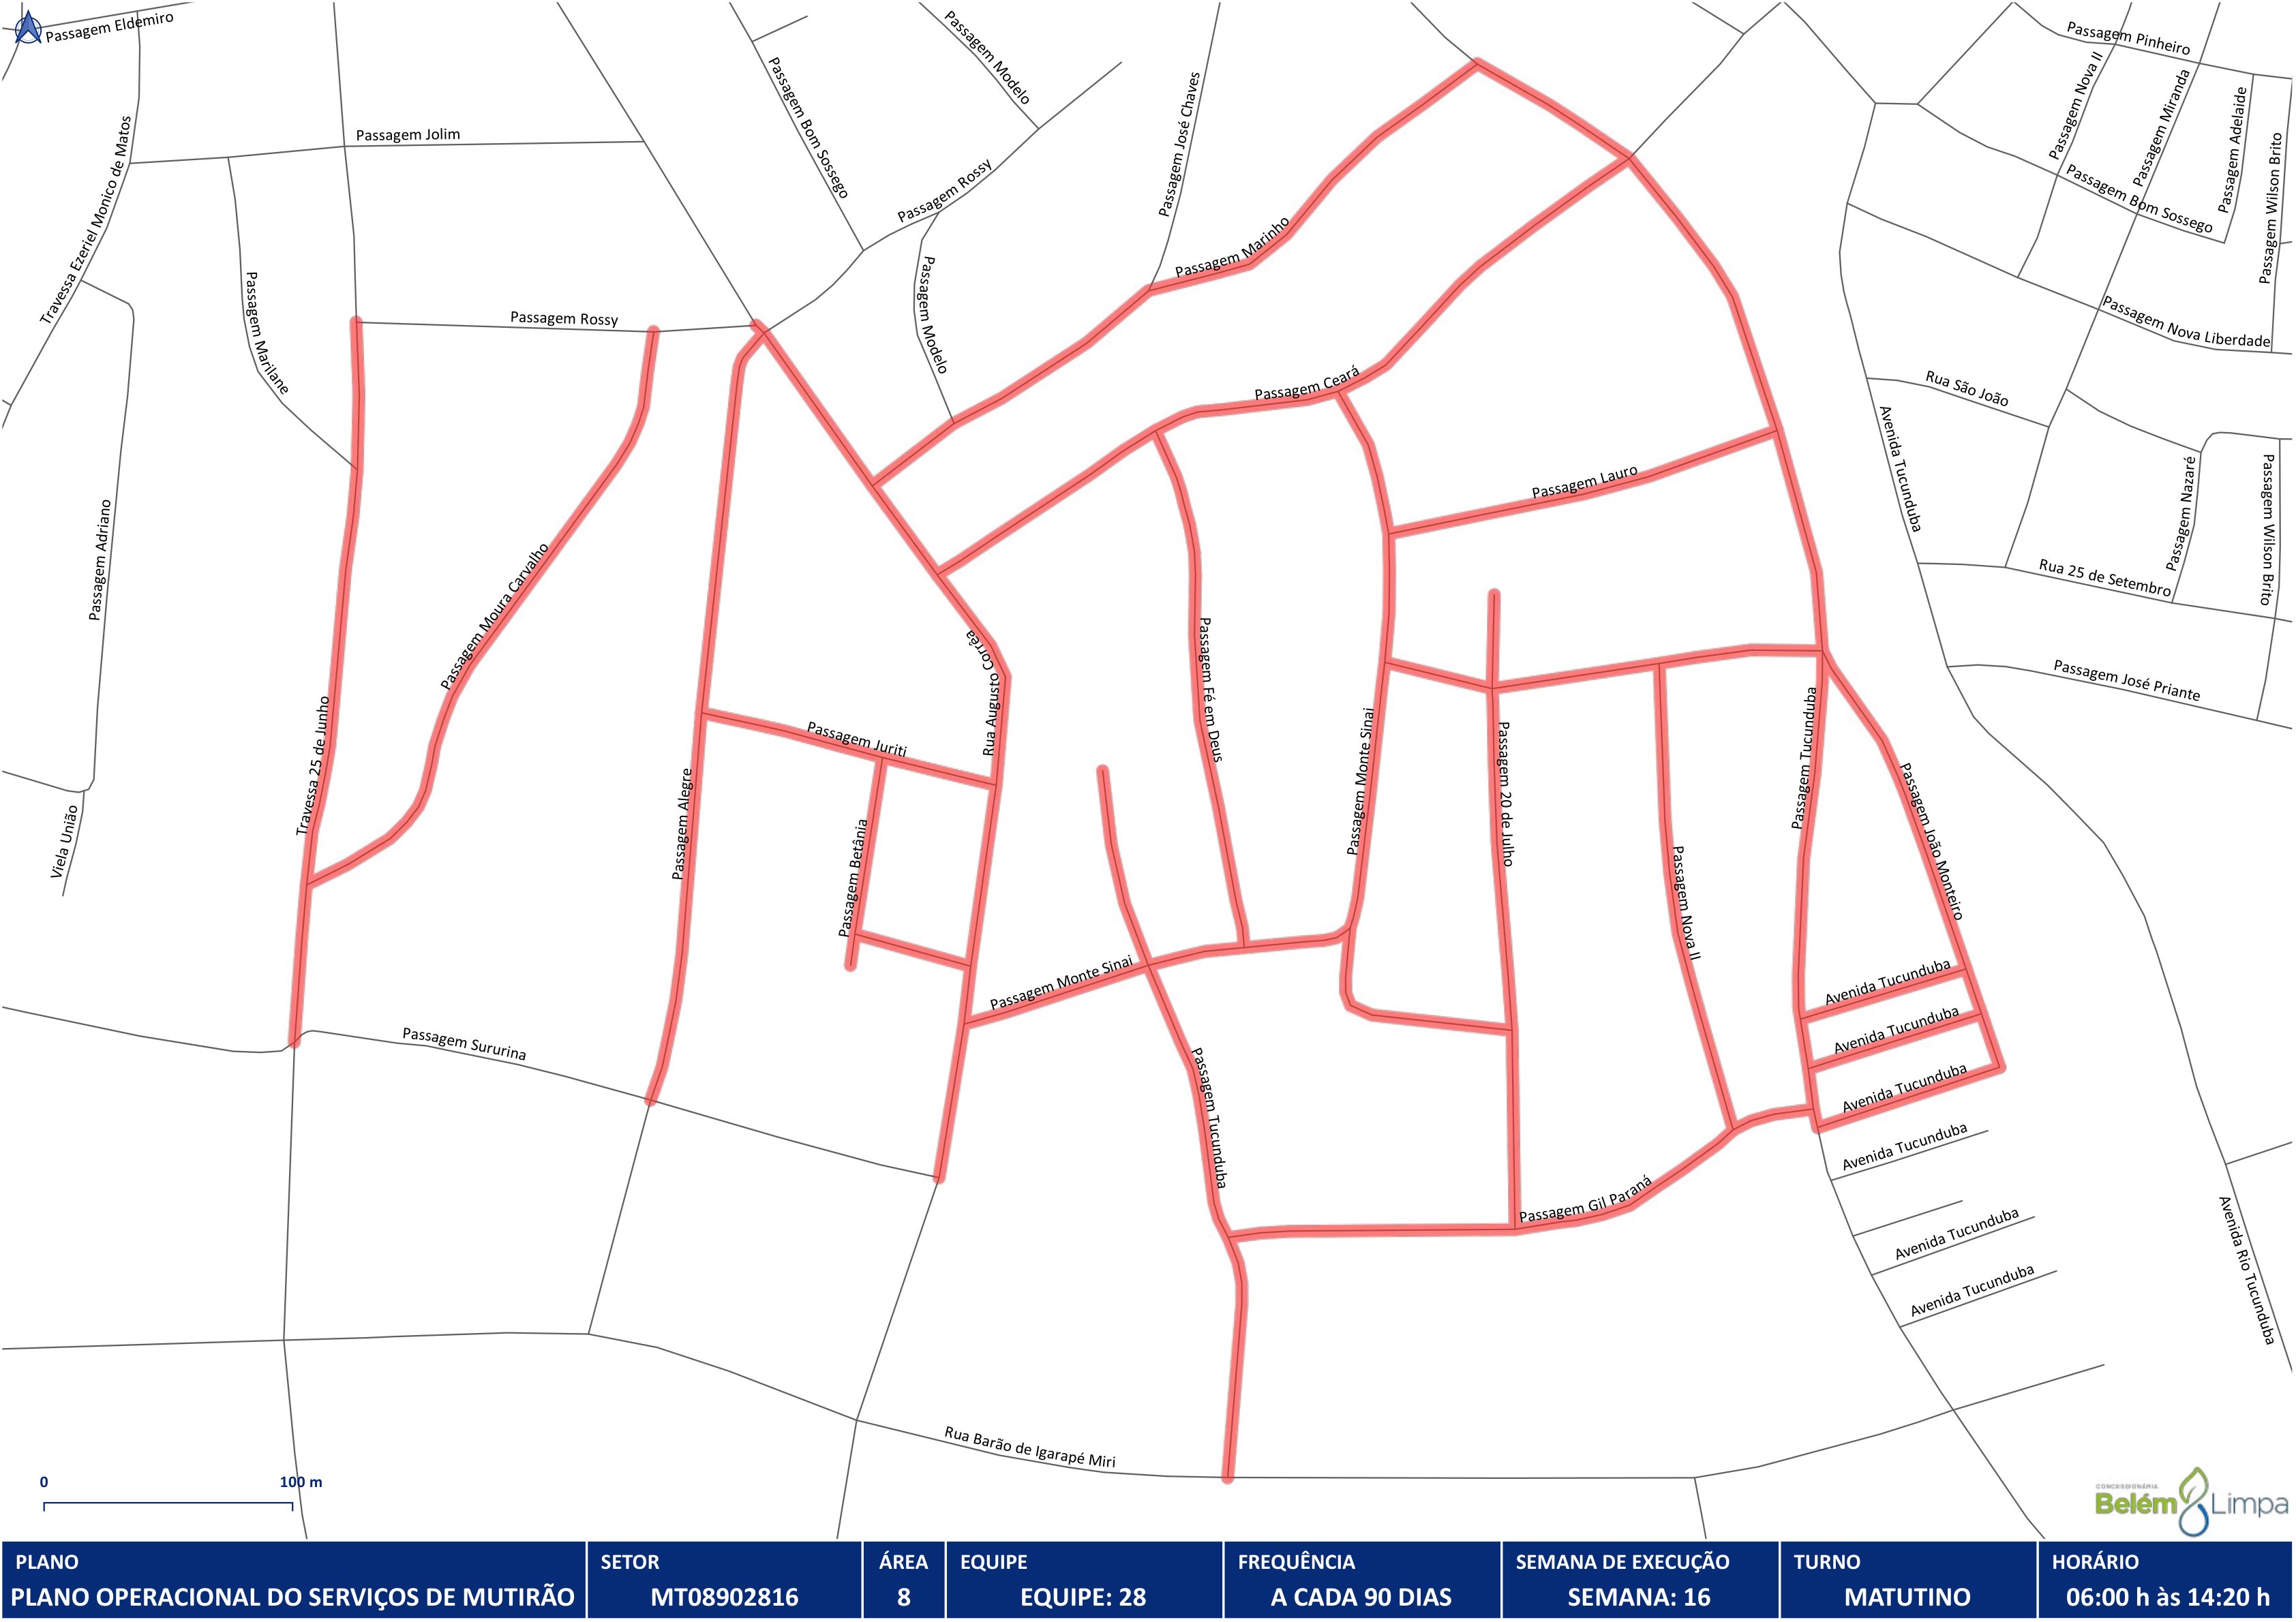 Passagem Eldemiro
Passagem Modelo
Passagem Pinheiro
Passagem Nova II
Passagem Miranda
Passagem Adelaide
Passagem Wilson Brito
Passagem Bom Sossego
Passagem José Chaves
Passagem Jolim
Travessa Ezeriel Monico de Matos
Passagem Rossy
Passagem Bom Sossego
Passagem Marinho
Passagem Modelo
Passagem Marilane
Passagem Rossy
Passagem Nova Liberdade
Passagem Ceará
Rua São João
Avenida Tucunduba
Passagem Lauro
Passagem Nazaré
Passagem Wilson Brito
Passagem Adriano
Passagem Moura Carvalho
Rua 25 de Setembro
Rua Augusto Corrêa
Passagem Fé em Deus
Passagem José Priante
Travessa 25 de Junho
Passagem Juriti
Passagem Monte Sinai
Passagem 20 de Julho
Passagem Tucunduba
Passagem João Monteiro
Passagem Alegre
Passagem Betânia
Viela União
Passagem Nova II
Passagem Monte Sinai
Avenida Tucunduba
Avenida Tucunduba
Passagem Sururina
Passagem Tucunduba
Avenida Tucunduba
Avenida Tucunduba
Passagem Gil Paraná
Avenida Tucunduba
Avenida Rio Tucunduba
Avenida Tucunduba
Rua Barão de Igarapé Miri
0 100 m
CONCESSIONÁRIA
Belém Limpa
PLANO
PLANO OPERACIONAL DO SERVIÇOS DE MUTIRÃO
SETOR
MT08902816
ÁREA
8
EQUIPE
EQUIPE: 28
FREQUÊNCIA
A CADA 90 DIAS
SEMANA DE EXECUÇÃO
SEMANA: 16
TURNO
MATUTINO
HORÁRIO
06:00 h às 14:20 h